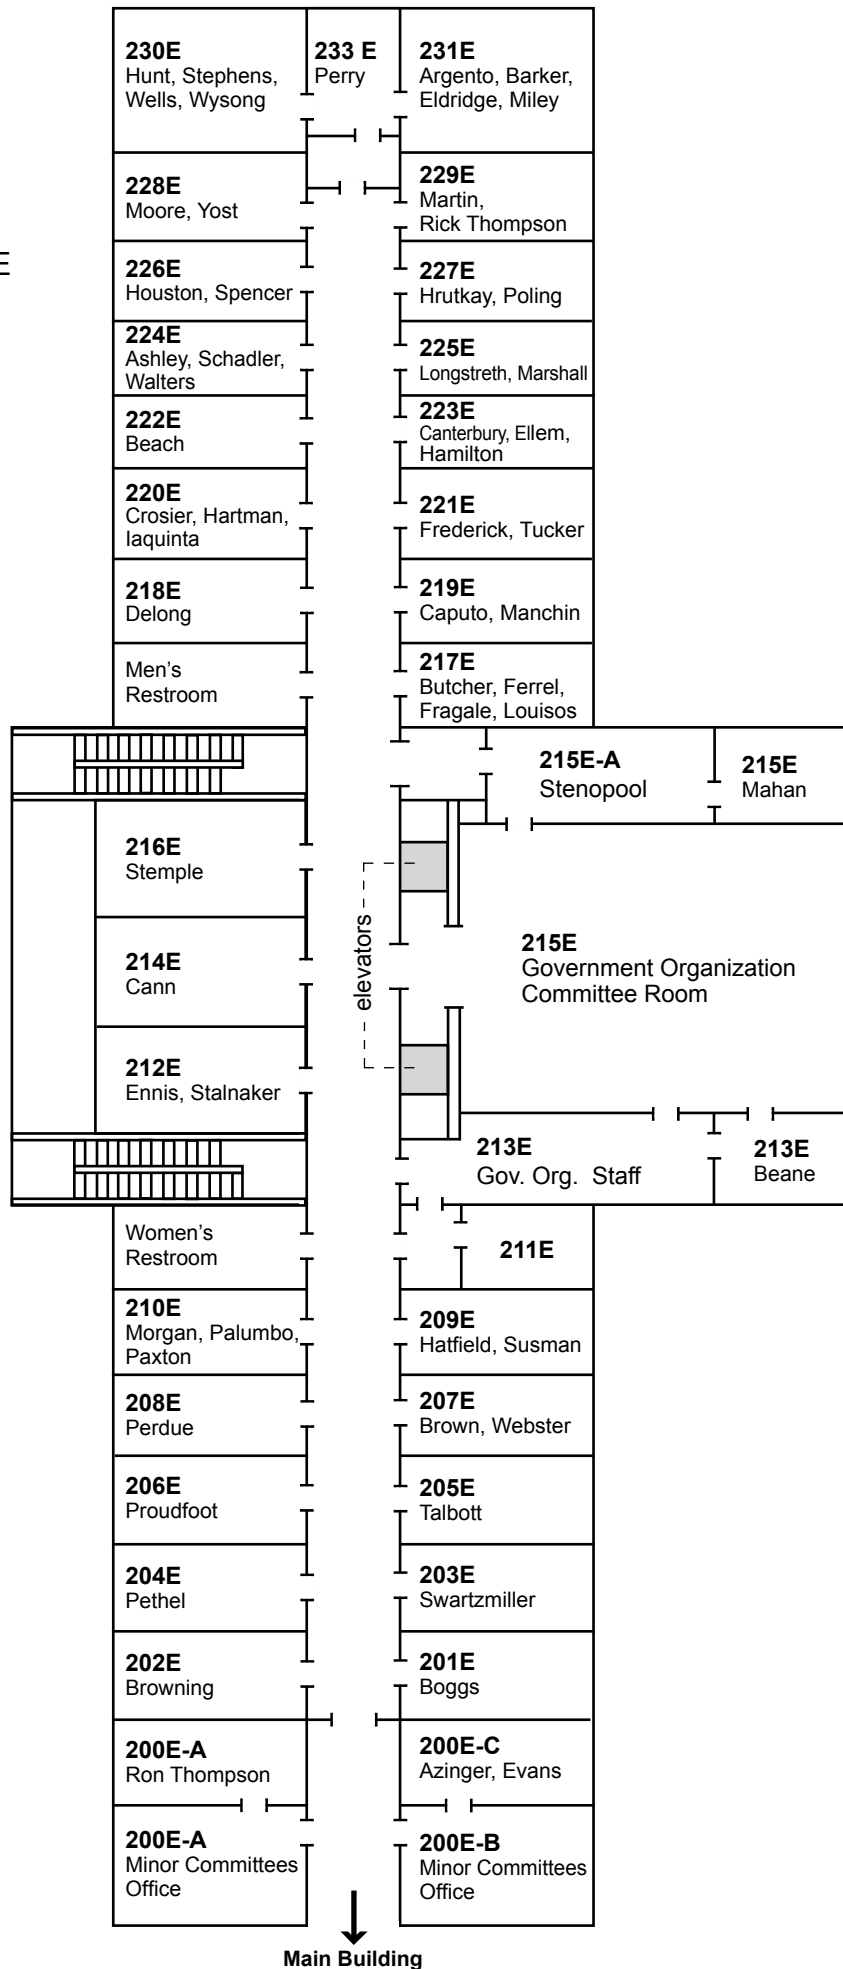 230E
Hunt, Stephens,
Wells, Wysong
233 E
Perry
231E
Argento, Barker,
Eldridge, Miley
228E
Moore, Yost
229E
Martin,
Rick Thompson
E
226E
Houston, Spencer
227E
Hrutkay, Poling
224E
Ashley, Schadler,
Walters
225E
Longstreth, Marshall
222E
Beach
223E
Canterbury, Ellem,
Hamilton
220E
Crosier, Hartman,
Iaquinta
221E
Frederick, Tucker
218E
Delong
219E
Caputo, Manchin
Men's
Restroom
217E
Butcher, Ferrel,
Fragale, Louisos
215E-A
Stenopool
215E
Mahan
216E
Stemple
elevators
215E
Government Organization
Committee Room
214E
Cann
212E
Ennis, Stalnaker
213E
Gov. Org. Staff
213E
Beane
Women's
Restroom
211E
210E
Morgan, Palumbo,
Paxton
209E
Hatfield, Susman
208E
Perdue
207E
Brown, Webster
206E
Proudfoot
205E
Talbott
204E
Pethel
203E
Swartzmiller
202E
Browning
201E
Boggs
200E-A
Ron Thompson
200E-C
Azinger, Evans
200E-A
Minor Committees
Office
200E-B
Minor Committees
Office
Main Building